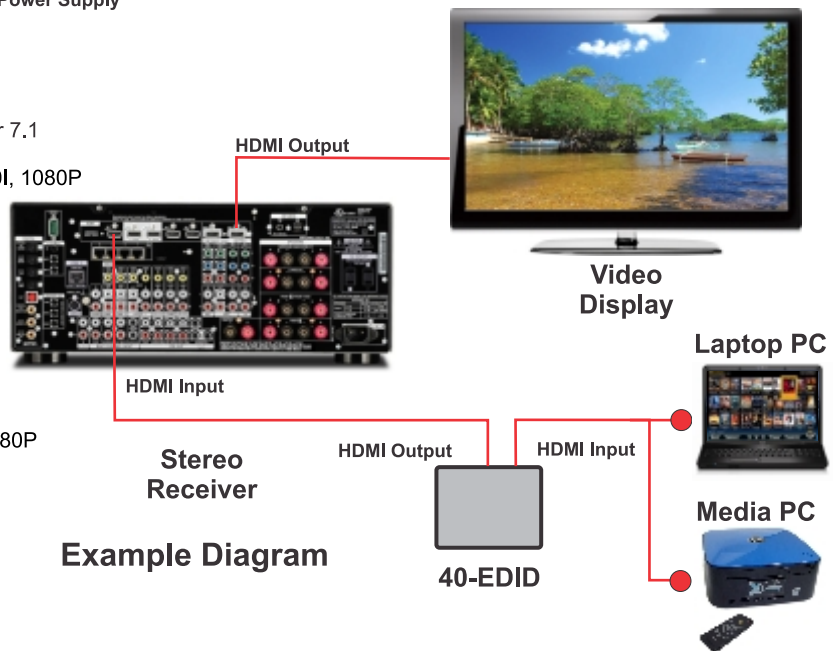 Power Supply
7.1
I, 1080P
HDMI Output
Video
Display
Laptop PC
HDMI Input
80P
HDMI Output
HDMI Input
Stereo
Receiver
Media PC
Example Diagram
40-EDID